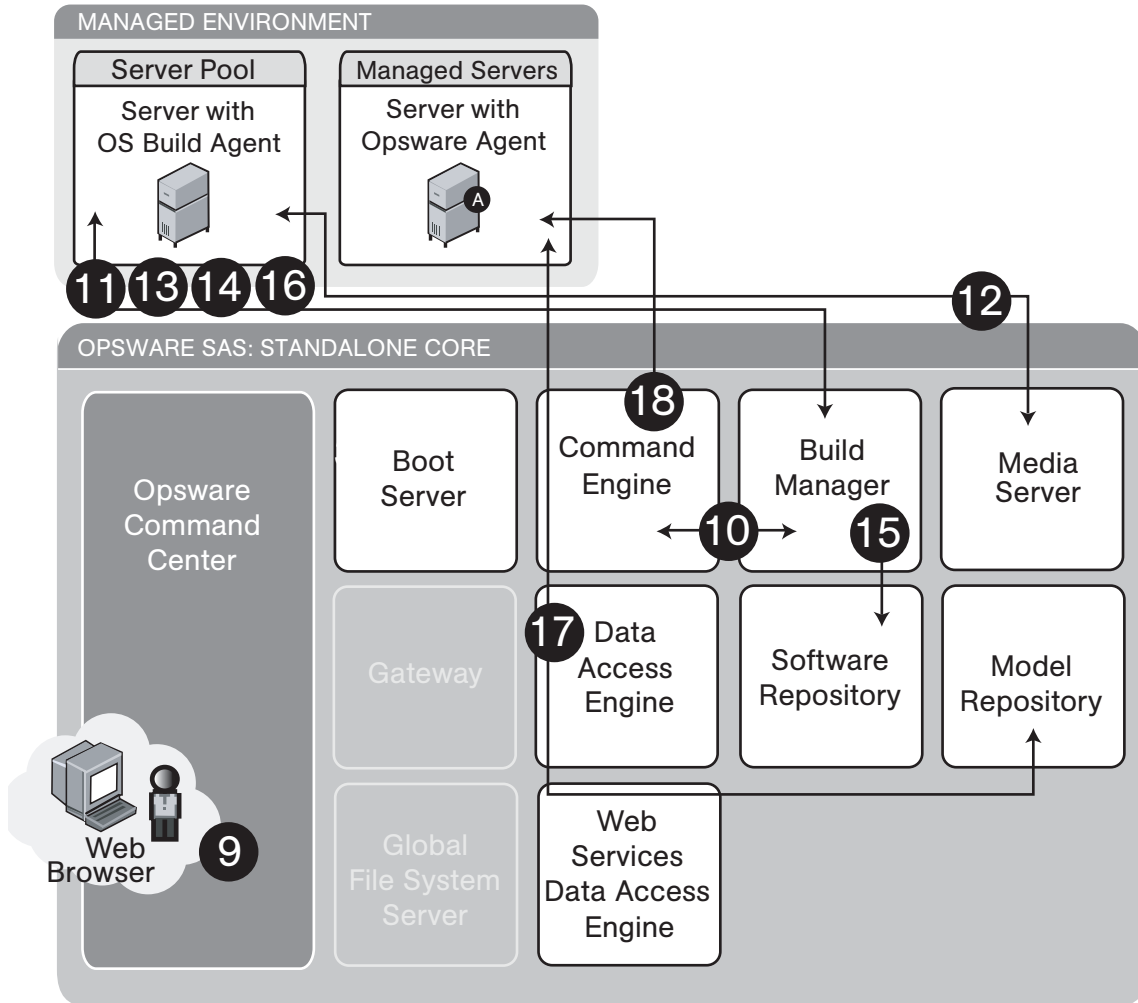 MANAGED ENVIRONMENT
Server Pool
Server with
OS Build Agent
Managed Servers
Server with
Opsware Agent
A
11
13
14
16
12
OPSWARE SAS: STANDALONE CORE
Opsware
Command
Center
Boot
Server
18
Command
Engine
Build
Manager
10
15
Media
Server
Gateway
17
Data
Access
Engine
Software
Repository
Model
Repository
Web
Browser
9
Global
File System
Server
Web
Services
Data Access
Engine